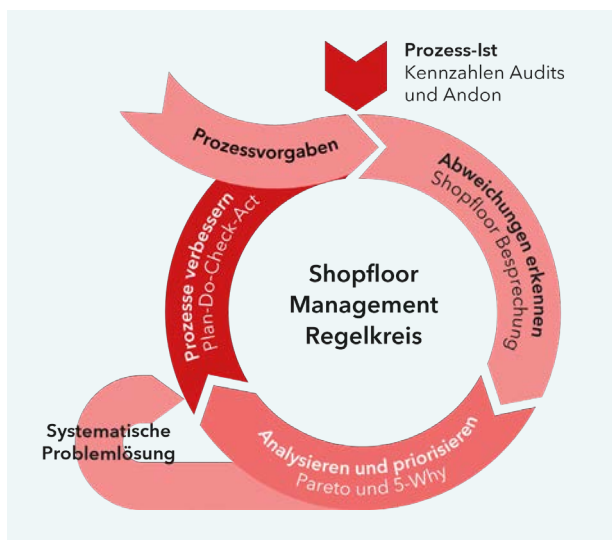 Prozess-Ist
Kennzahlen Audits
und Andon
Prozessvorgaben
Abweichungen erkennen
Shopfloor Besprechung
Prozesse verbessern
Plan-Do-Check-Act
Shopfloor
Management
Regelkreis
Systematische
Problemlösung
Analysieren und priorisieren
Pareto und 5-Why